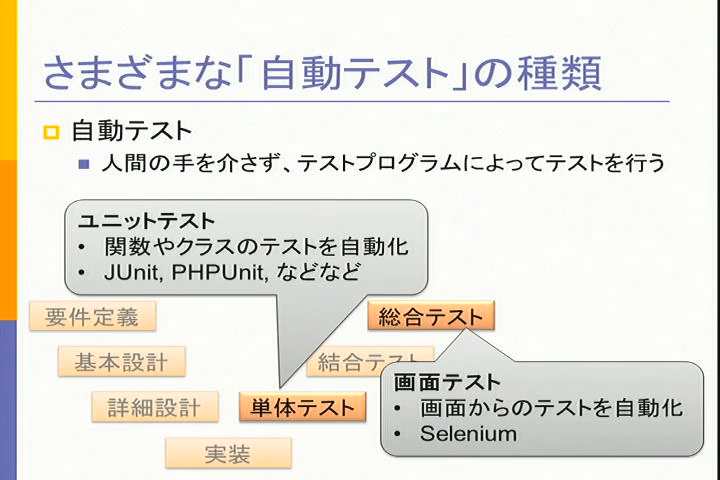 さまざまな「自動テスト」の種類
自動テスト
人間の手を介さず、テストプログラムによってテストを行う
ユニットテスト
• 関数やクラスのテストを自動化
• JUnit, PHPUnit, などなど
要件定義
総合テスト
基本設計
結合テスト
詳細設計
単体テスト
実装
画面テスト
• 画面からのテストを自動化
• Selenium